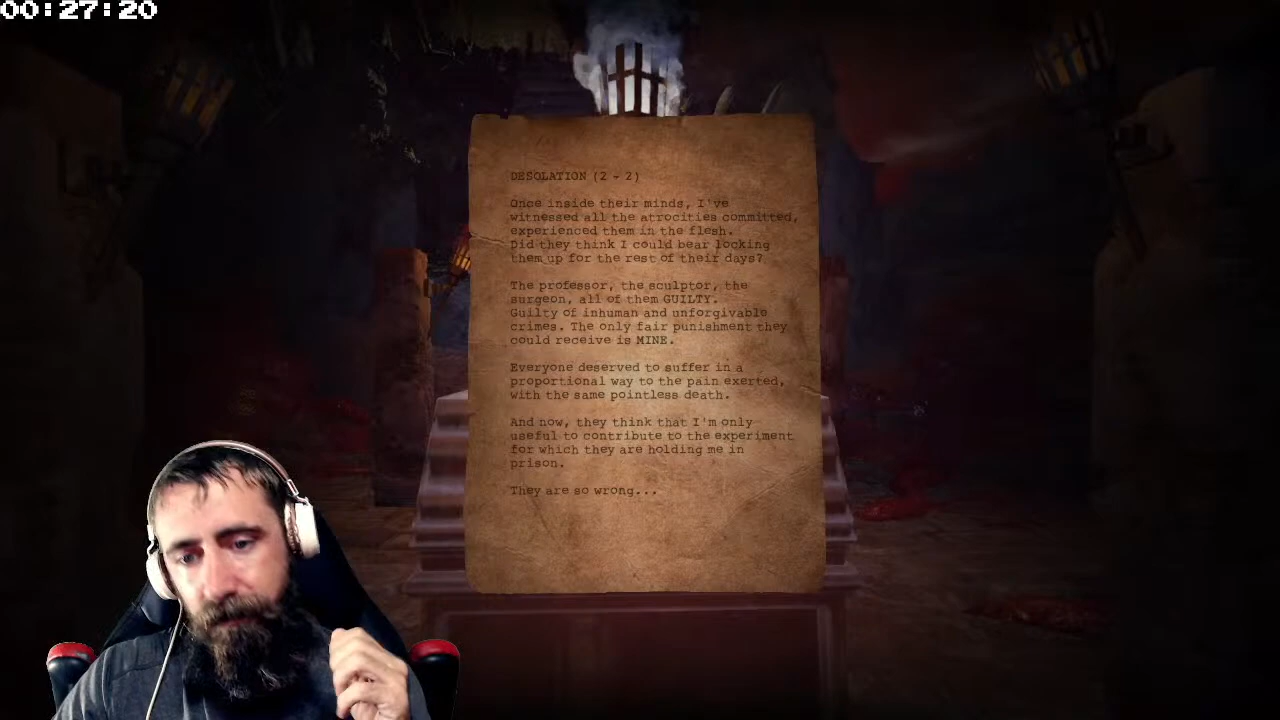 00:27:20
DESOLATION (2 - 2)
Once inside their minds, I've
witnessed all the atrocities committed,
experienced them in the flesh.
Did they think I could bear locking
them up for the rest of their days?
The professor, the sculptor, the
surgeon, all of them GUILTY.
Guilty of inhuman and unforgivable
crimes. The only fair punishment they
could receive is MINE.
Everyone deserved to suffer in a
proportional way to the pain exerted,
with the same pointless death.
And now, they think that I'm only
useful to contribute to the experiment
for which they are holding me in
prison.
They are so wrong...